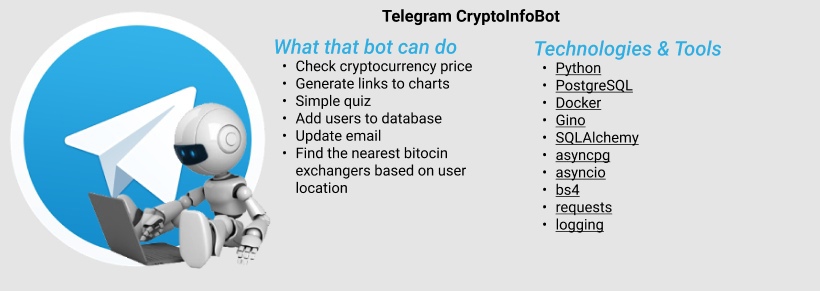 Telegram CryptoInfoBot
What that bot can do
• Check cryptocurrency price
• Generate links to charts
• Simple quiz
• Add users to database
• Update email
• Find the nearest bitocin
exchangers based on user
location
Technologies & Tools
• Python
• PostgreSQL
• Docker
• Gino
• SQLAlchemy
• asyncpg
• asyncio
• bs4
• requests
• logging